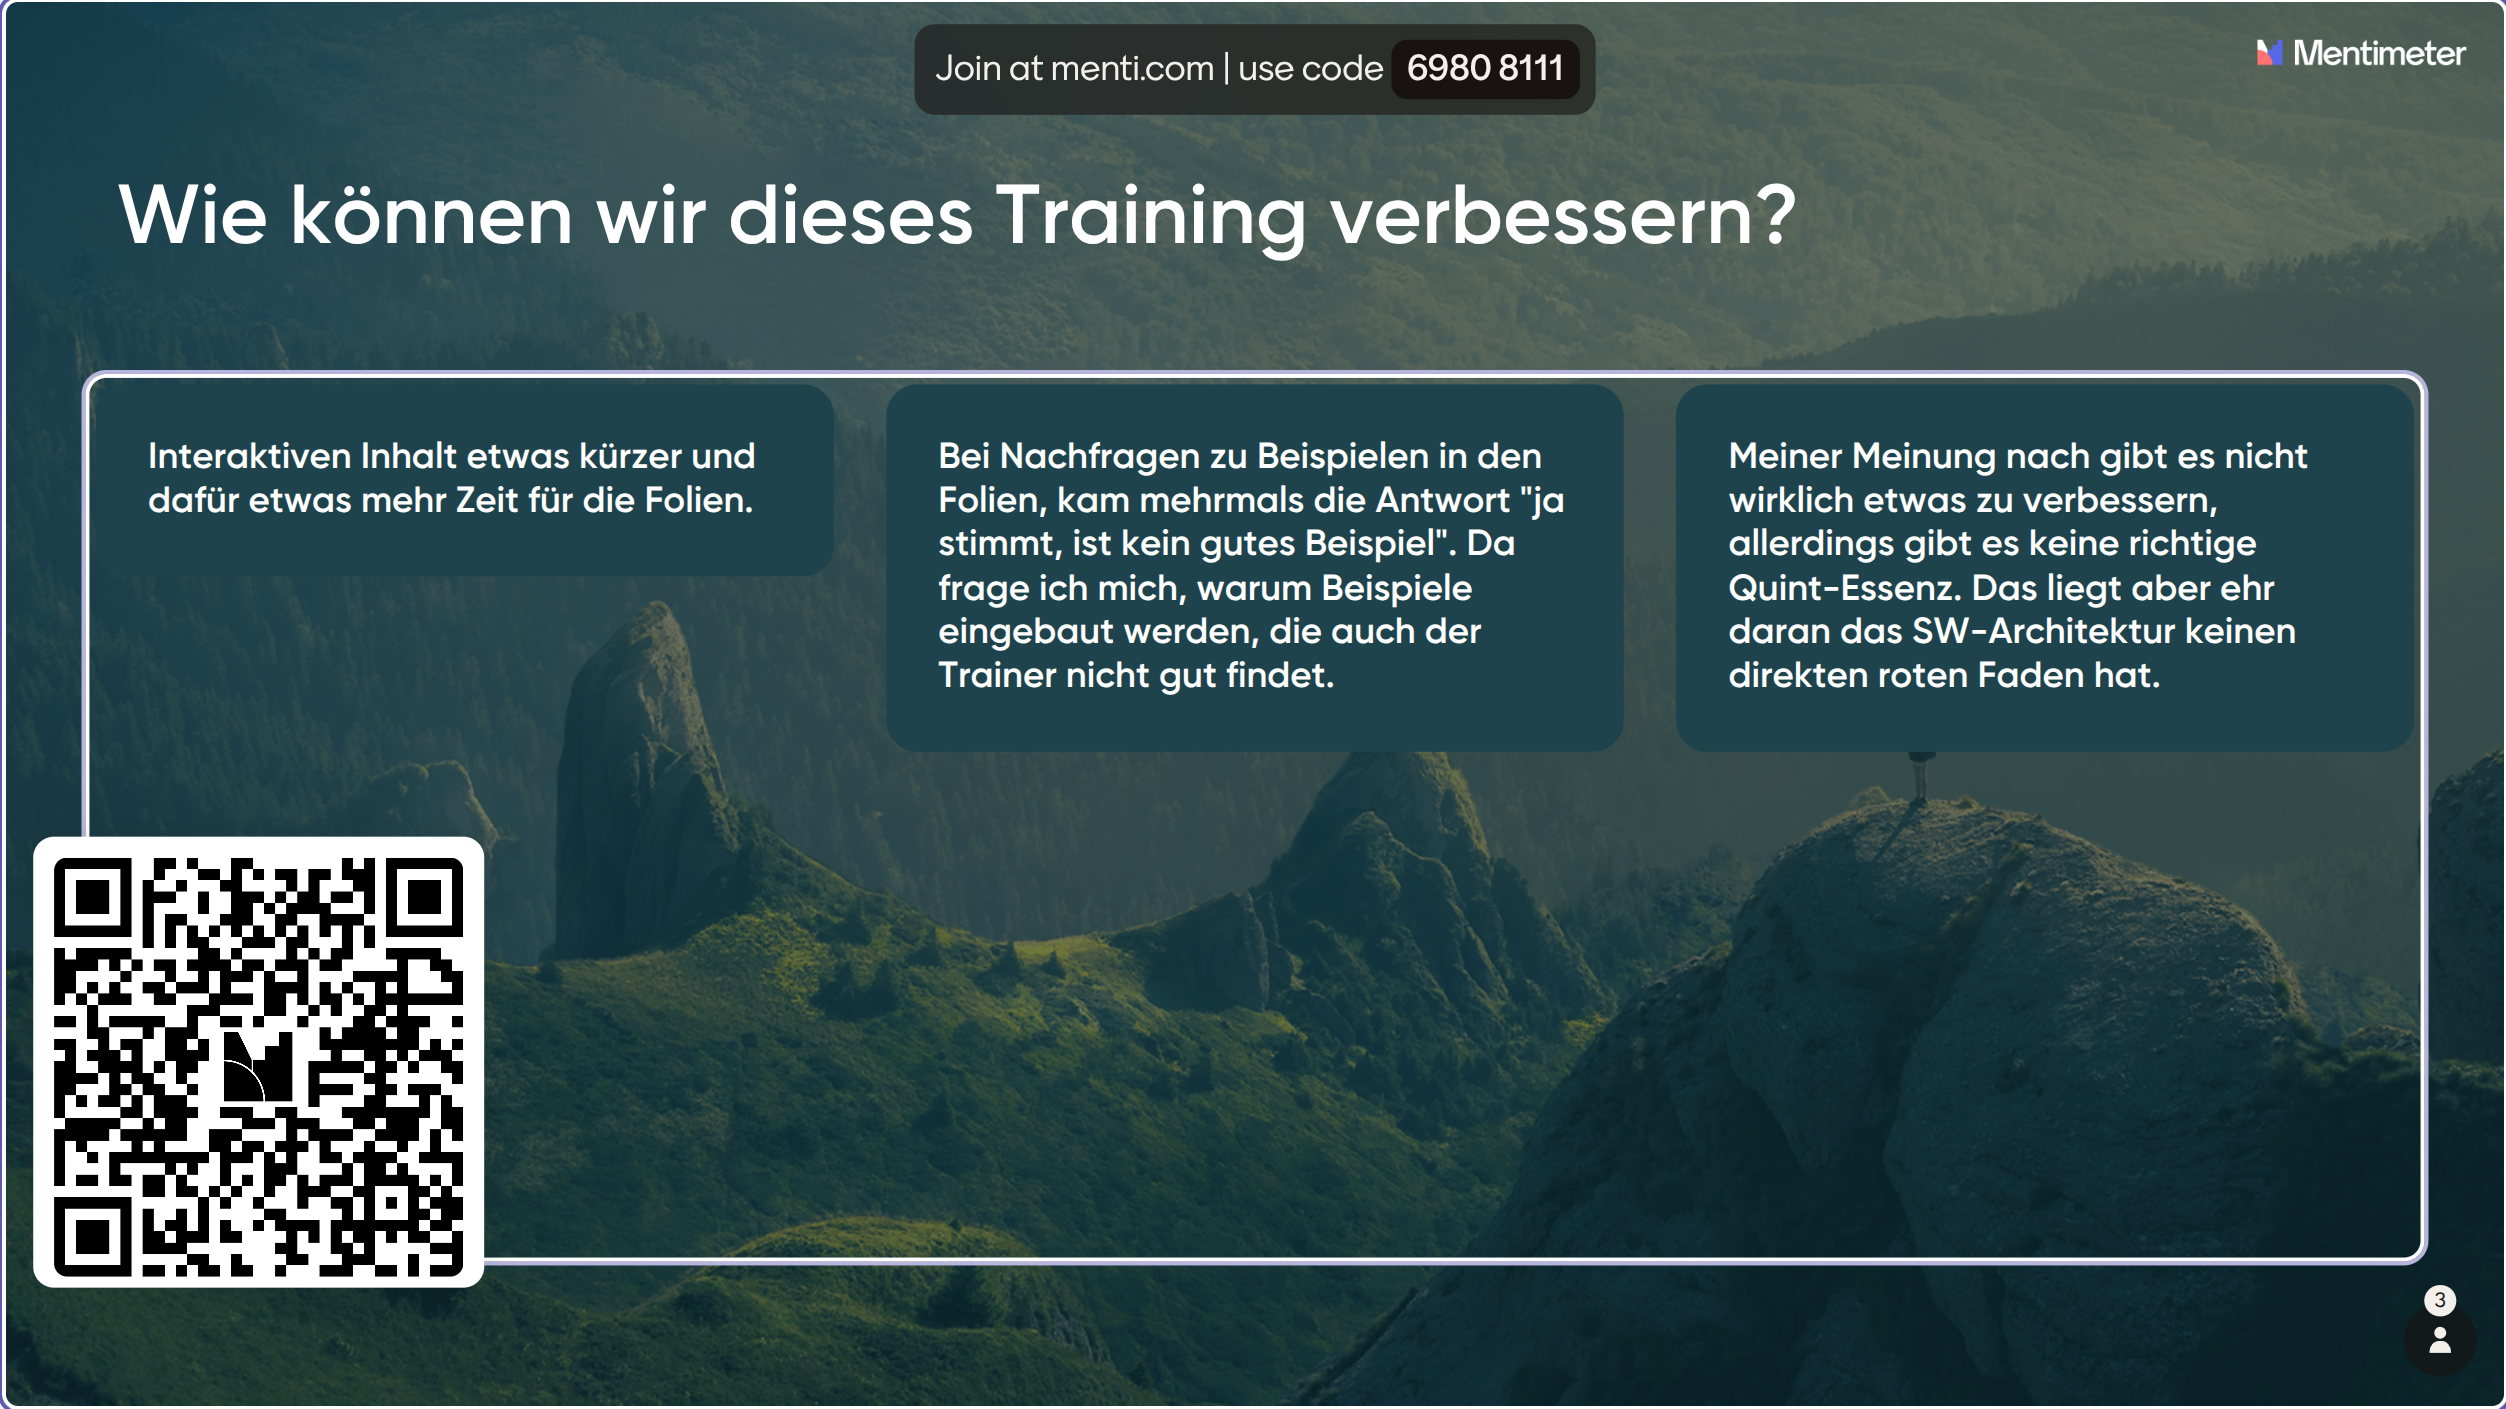 Join at menti.com | use code 6980 8111
Mentimeter
Wie können wir dieses Training verbessern?
Interaktiven Inhalt etwas kürzer und
dafür etwas mehr Zeit für die Folien.
Bei Nachfragen zu Beispielen in den
Folien, kam mehrmals die Antwort "ja
stimmt, ist kein gutes Beispiel". Da
frage ich mich, warum Beispiele
eingebaut werden, die auch der
Trainer nicht gut findet.
Meiner Meinung nach gibt es nicht
wirklich etwas zu verbessern,
allerdings gibt es keine richtige
Quint-Essenz. Das liegt aber ehr
daran das SW-Architektur keinen
direkten roten Faden hat.
3